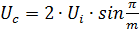 U_c = 2 · U_i · sin π/m